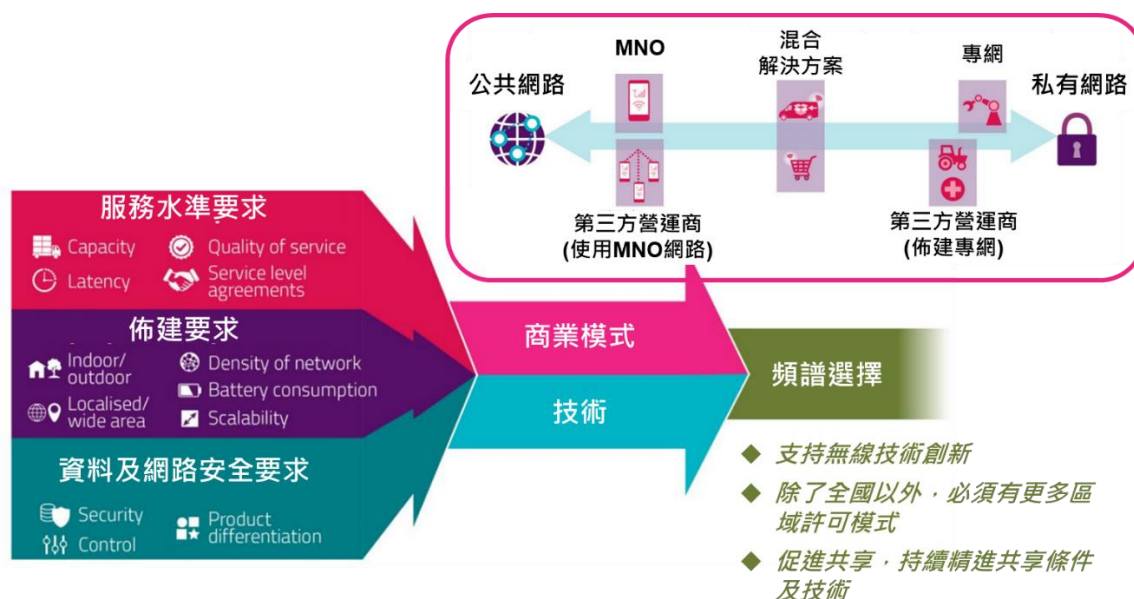 MNO
混合
解決方案
專網
公共網路
私有網路
第三方營運商
(使用MNO網路)
第三方營運商
(佈建專網)
服務水準要求
Capacity
Quality of service
Latency
Service level
agreements
佈建要求
Indoor/
outdoor
Density of network
Battery consumption
Localised/
wide area
Scalability
資料及網路安全要求
Security
Product
differentiation
Control
商業模式
技術
頻譜選擇
◆ 支持無線技術創新
◆ 除了全國以外，必須有更多區
域許可模式
◆ 促進共享，持續精進共享條件
及技術